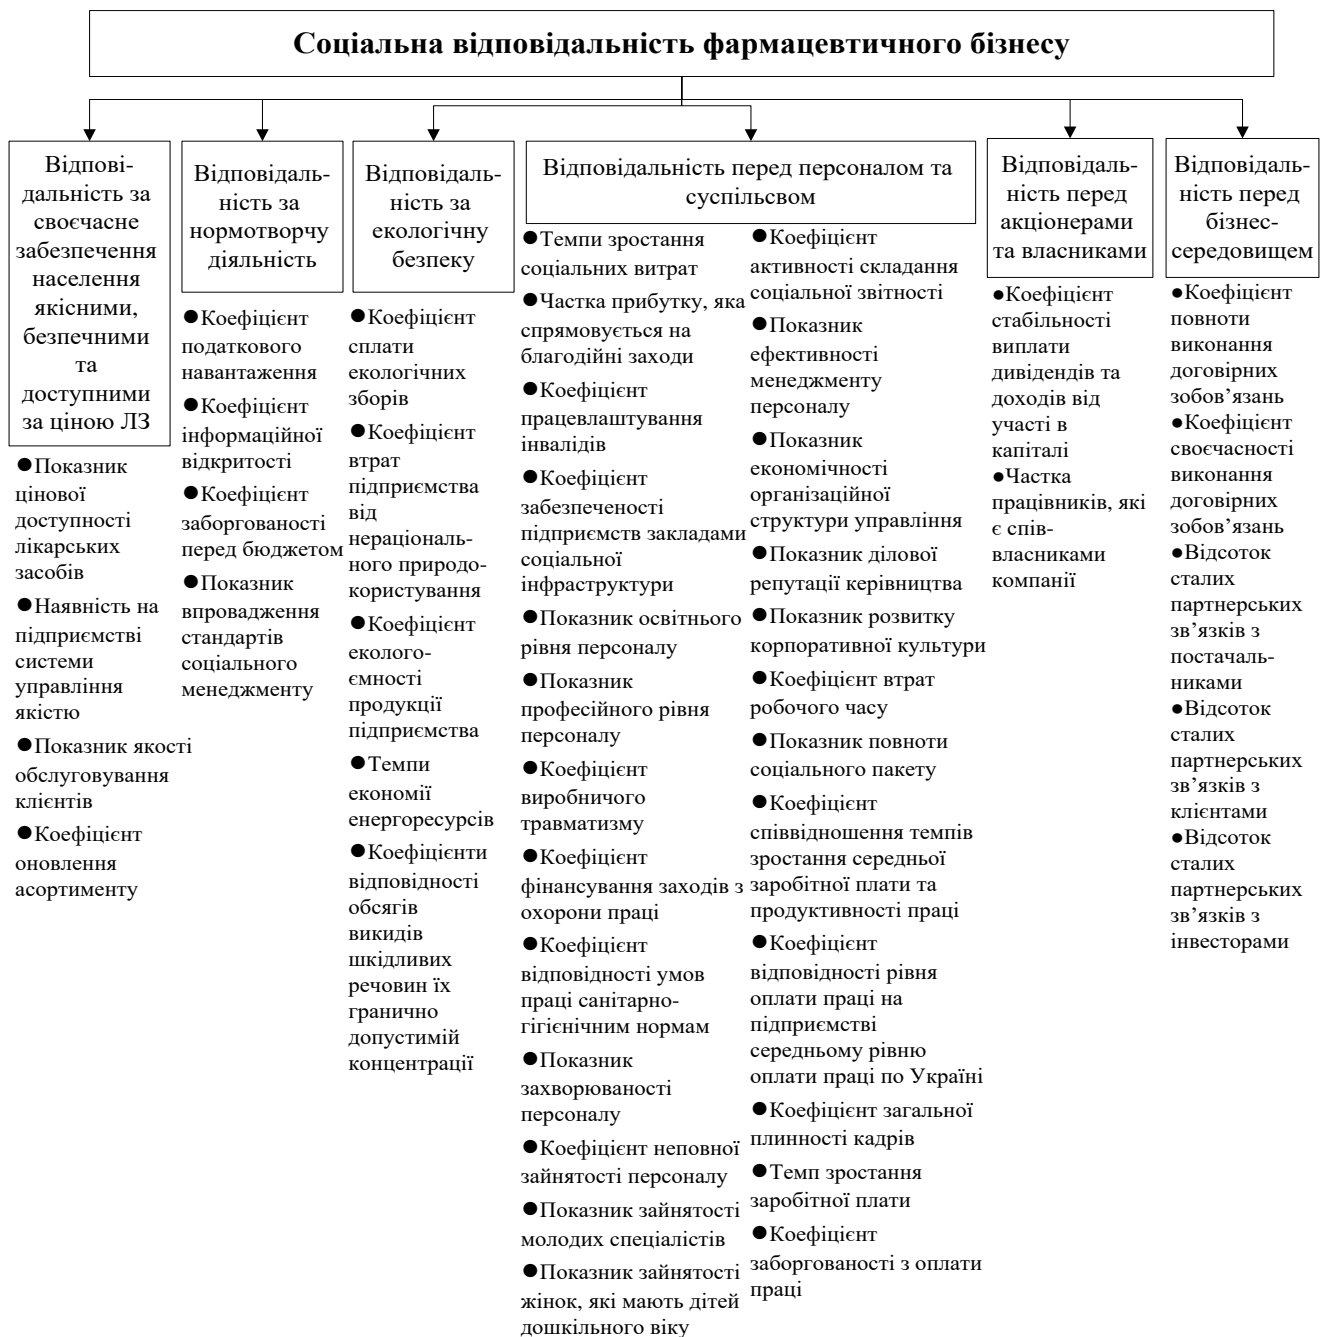 Соціальна відповідальність фармацевтичного бізнесу
Відпові-
дальність за
своєчасне
забезпечення
населення
якісними,
безпечними
та
доступними
за ціною ЛЗ
●Показник
цінової
доступності
лікарських
засобів
●Наявність на
підприємстві
системи
управління
якістю
●Показник якості
обслуговування
клієнтів
●Коефіцієнт
оновлення
асортименту
Відповідаль-
ність за
нормотворчу
діяльність
●Коефіцієнт
податкового
навантаження
●Коефіцієнт
інформаційної
відкритості
●Коефіцієнт
заборгованості
перед бюджетом
●Показник
впровадження
стандартів
соціального
менеджменту
Відповідаль-
ність за
екологічну
безпеку
●Коефіцієнт
сплати
екологічних
зборів
●Коефіцієнт
втрат
підприємства
від
нераціональ-
ного природо-
користування
●Коефіцієнт
еколого-
ємності
продукції
підприємства
●Темпи
економії
енергоресурсів
●Коефіцієнти
відповідності
обсягів
викидів
шкідливих
речовин їх
гранично
допустимій
концентрації
Відповідальність перед персоналом та
суспільсвом
●Темпи зростання
соціальних витрат
●Частка прибутку, яка
спрямовується на
благодійні заходи
●Коефіцієнт
працевлаштування
інвалідів
●Коефіцієнт
забезпеченості
підприємств закладами
соціальної
інфраструктури
●Показник освітнього
рівня персоналу
●Показник
професійного рівня
персоналу
●Коефіцієнт
виробничого
травматизму
●Коефіцієнт
фінансування заходів з
охорони праці
●Коефіцієнт
відповідності умов
праці санітарно-
гігієнічним нормам
●Показник
захворюваності
персоналу
●Коефіцієнт неповної
зайнятості персоналу
●Показник зайнятості
молодих спеціалістів
●Показник зайнятості
жінок, які мають дітей
дошкільного віку
●Коефіцієнт
активності складання
соціальної звітності
●Показник
ефективності
менеджменту
персоналу
●Показник
економічності
організаційної
структури управління
●Показник ділової
репутації керівництва
●Показник розвитку
корпоративної культури
●Коефіцієнт втрат
робочого часу
●Показник повноти
соціального пакету
●Коефіцієнт
співвідношення темпів
зростання середньої
заробітної плати та
продуктивності праці
●Коефіцієнт
відповідності рівня
оплати праці на
підприємстві
середньому рівню
оплати праці по Україні
●Коефіцієнт загальної
плинності кадрів
●Темп зростання
заробітної плати
●Коефіцієнт
заборгованості з оплати
праці
Відповідаль-
ність перед
акціонерами
та власниками
●Коефіцієнт
стабільності
виплати
дивідендів та
доходів від
участі в
капіталі
●Частка
працівників, які
є спів-
власниками
компанії
Відповідаль-
ність перед
бізнес-
середовищем
●Коефіцієнт
повноти
виконання
договірних
зобов’язань
●Коефіцієнт
своєчасності
виконання
договірних
зобов’язань
●Відсоток
сталих
партнерських
зв’язків з
постачаль-
никами
●Відсоток
сталих
партнерських
зв’язків з
клієнтами
●Відсоток
сталих
партнерських
зв’язків з
інвесторами